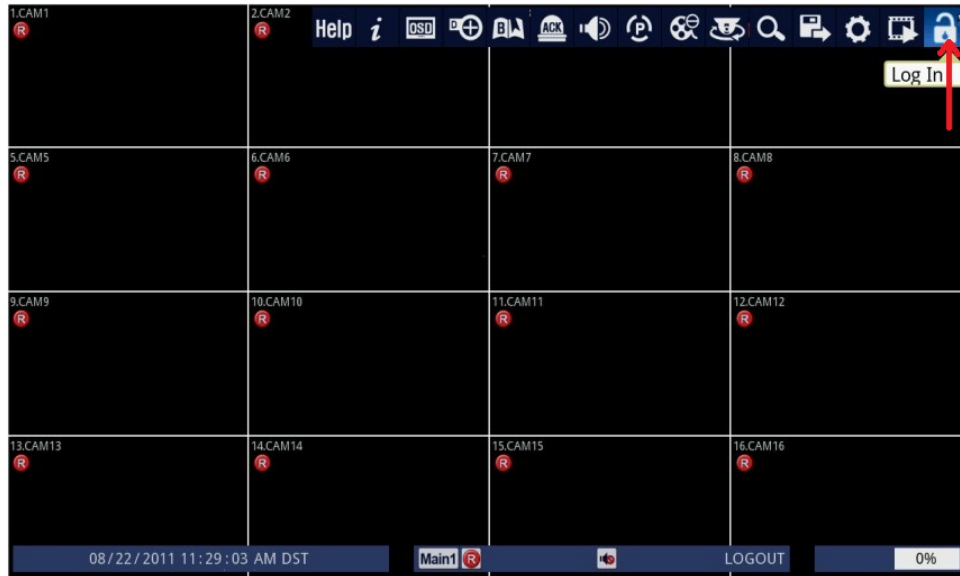 1.CAM1
2.CAM2
Help i OSD D B ACK P
Log In
5.CAM5
6.CAM6
7.CAM7
8.CAM8
R
R
R
R
R
R
9.CAM9
10.CAM10
11.CAM11
12.CAM12
R
R
R
R
13.CAM13
14.CAM14
15.CAM15
16.CAM16
R
R
R
R
08/22/2011 11:29:03 AM DST
Main1 R
LOGOUT
0%